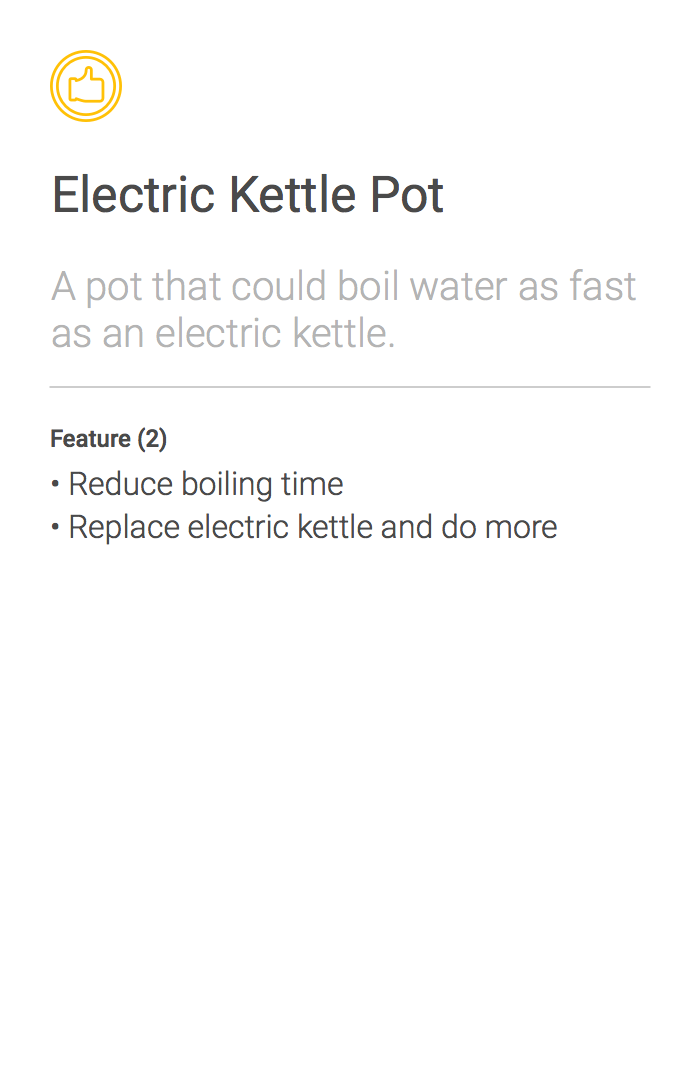 Electric Kettle Pot
A pot that could boil water as fast
as an electric kettle.
Feature (2)
• Reduce boiling time
• Replace electric kettle and do more